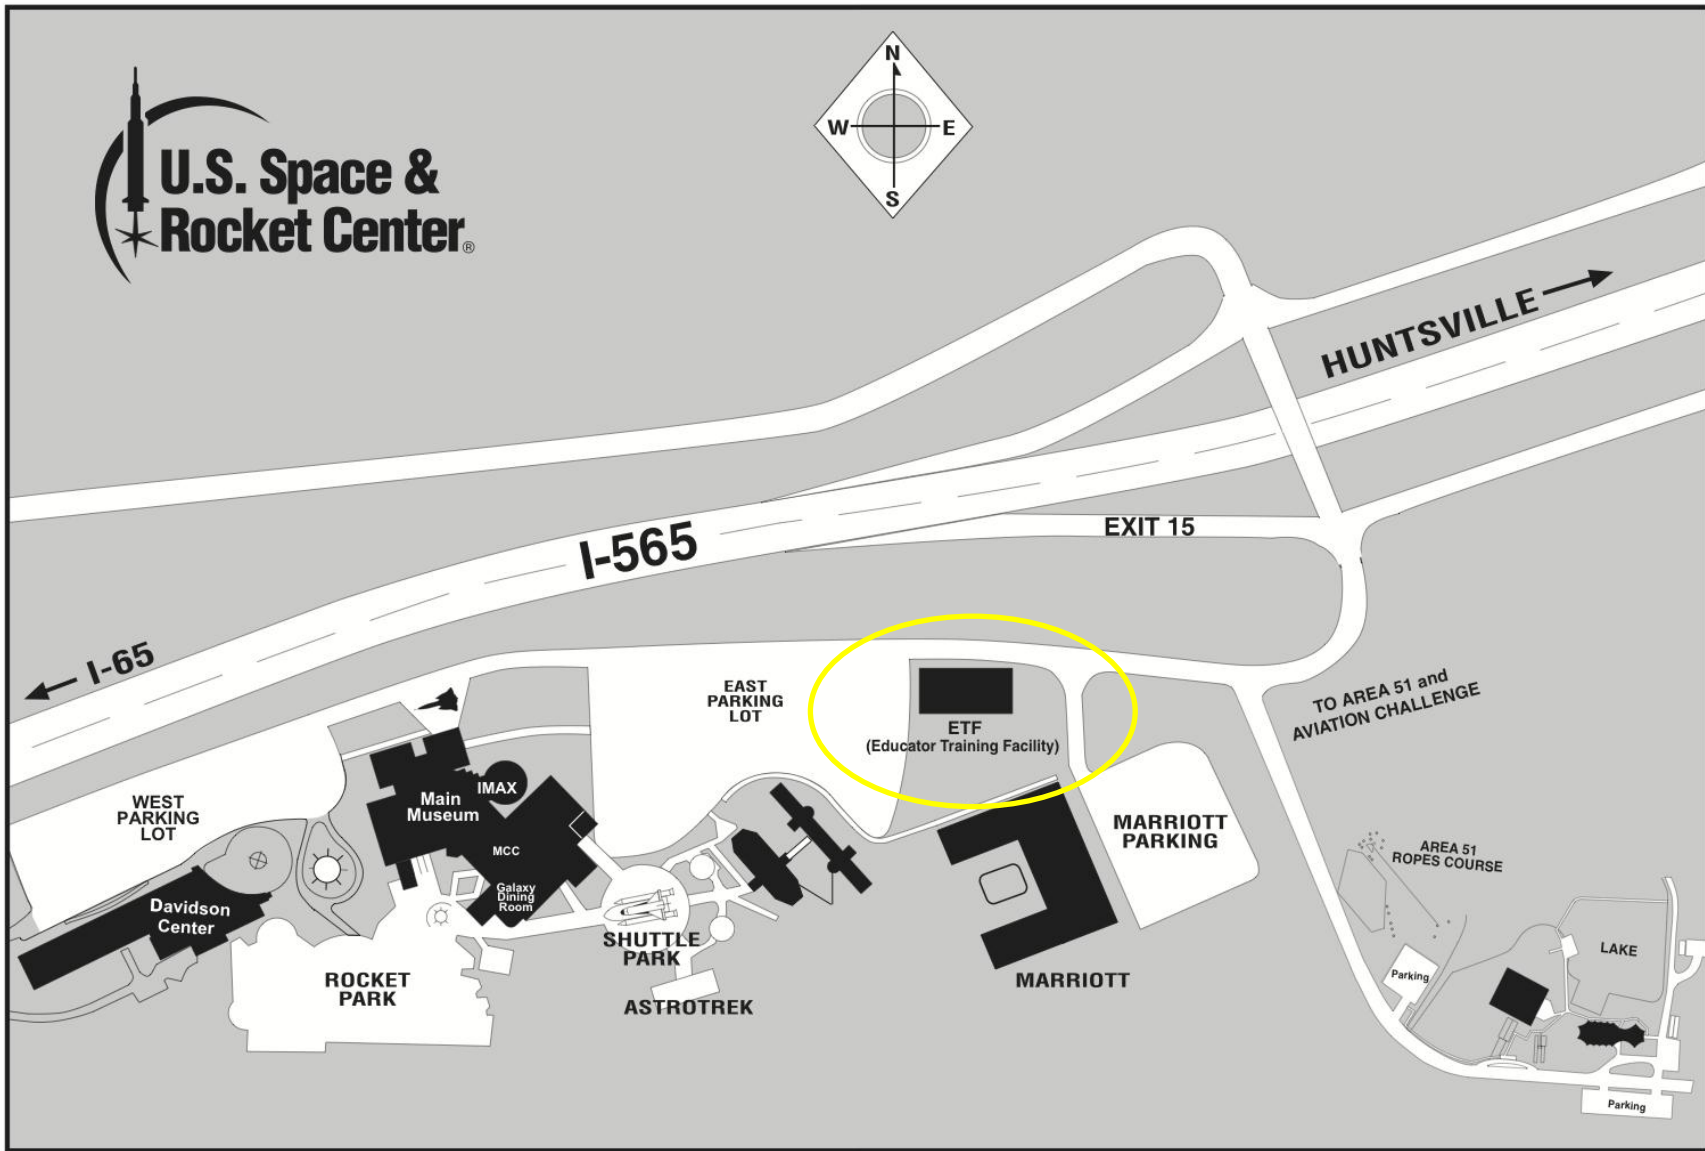 N
W E
S
U.S. Space &
Rocket Center®
HUNTSVILLE
EXIT 15
I-565
I-65
TO AREA 51 and
AVIATION CHALLENGE
EAST
PARKING
LOT
ETF
(Educator Training Facility)
WEST
PARKING
LOT
Main
Museum
IMAX
MCC
Galaxy
Dining
Room
MARRIOTT
PARKING
AREA 51
ROPES COURSE
Davidson
Center
SHUTTLE
PARK
ROCKET
PARK
ASTROTREK
MARRIOTT
LAKE
Parking
Parking